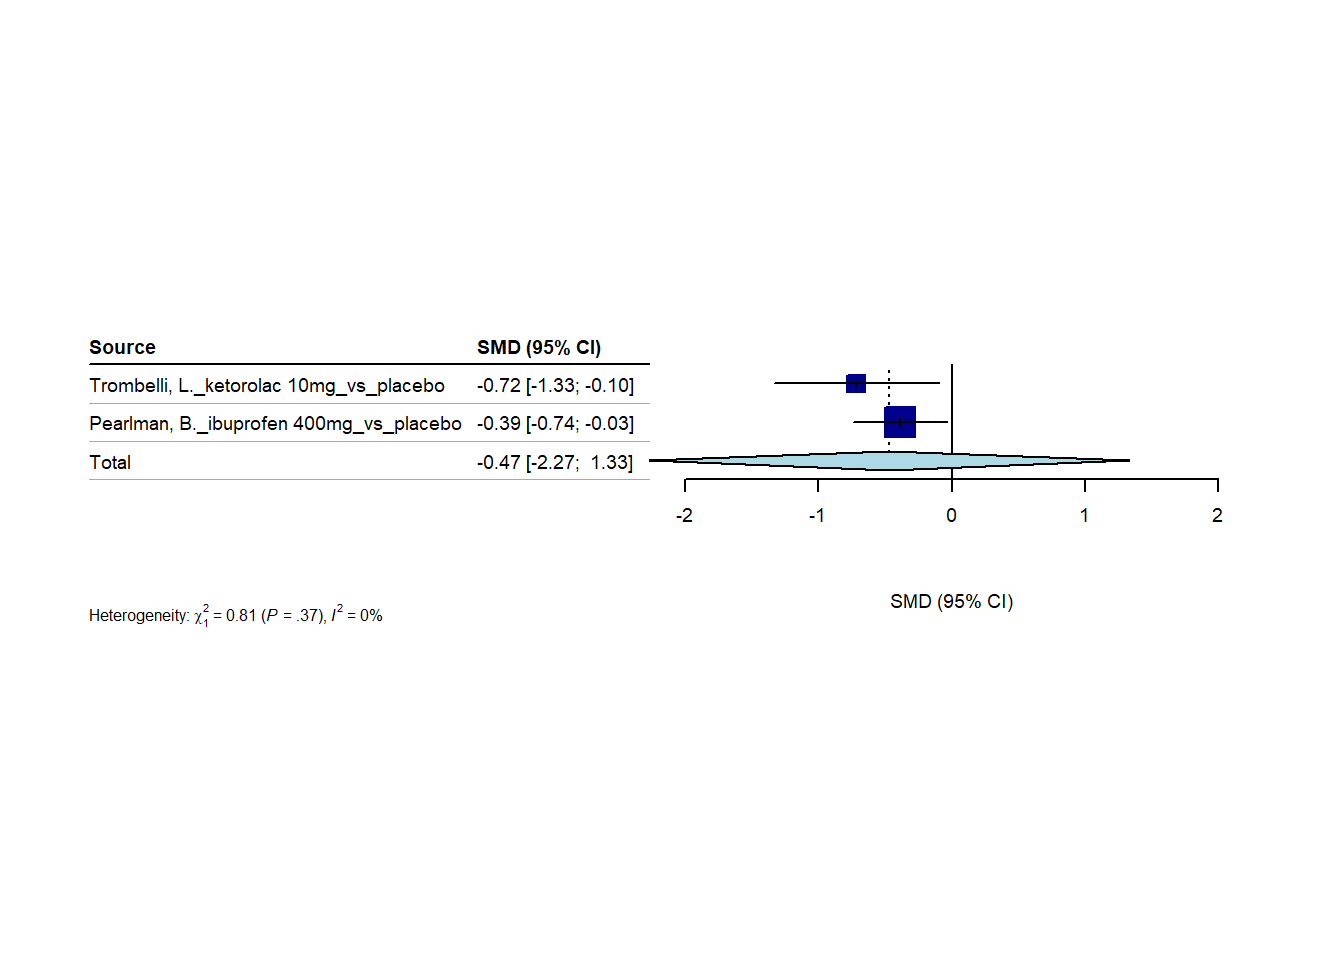 Source SMD (95% CI)
Trombelli, L._ketorolac 10mg_vs_placebo -0.72 [-1.33; -0.10]
Pearlman, B._ibuprofen 400mg_vs_placebo -0.39 [-0.74; -0.03]
Total -0.47 [-2.27; 1.33]
-2 -1 0 1 2
SMD (95% CI)
Heterogeneity: χ²₁ = 0.81 (P = .37), I² = 0%